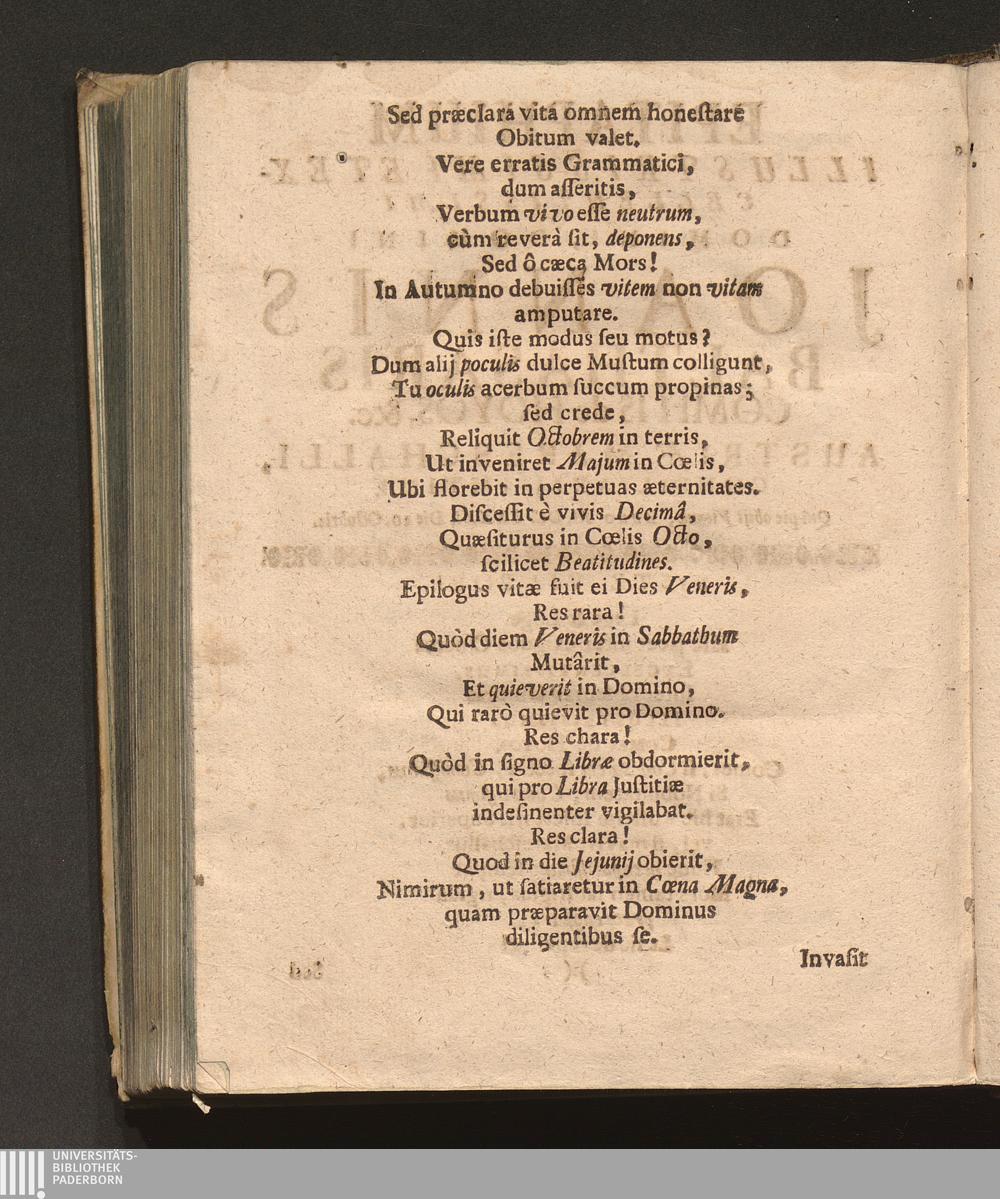 Sed præclara vita omnem honeſtare
Obitum valet.
Vere erratis Grammatici,
dum aſſeritis,
Verbum vivo eſſe neutrum,
cùm reverà ſit, deponens,
Sed ô cæca Mors!
In Autumno debuiſſes vitem non vitam
amputare.
Quis iſte modus ſeu motus?
Dum alij poculis dulce Muſtum colligunt,
Tu oculis acerbum ſuccum propinas;
ſed crede,
Reliquit Octobrem in terris,
Ut inveniret Majum in Cœlis,
Ubi florebit in perpetuas æternitates.
Diſceſſit è vivis Decimâ,
Quæſiturus in Cœlis Octo,
ſcilicet Beatitudines.
Epilogus vitæ fuit ei Dies Veneris,
Res rara!
Quòd diem Veneris in Sabbathum
Mutârit,
Et quieverit in Domino,
Qui rarò quievit pro Domino.
Res chara!
Quòd in ſigno Libræ obdormierit,
qui pro Libra Juſtitiæ
indeſinenter vigilabat.
Res clara!
Quod in die Jejunij obierit,
Nimirum, ut ſatiaretur in Cœna Magna,
quam præparavit Dominus
diligentibus ſe.
Invaſit
UNIVERSITÄTS-
BIBLIOTHEK
PADERBORN